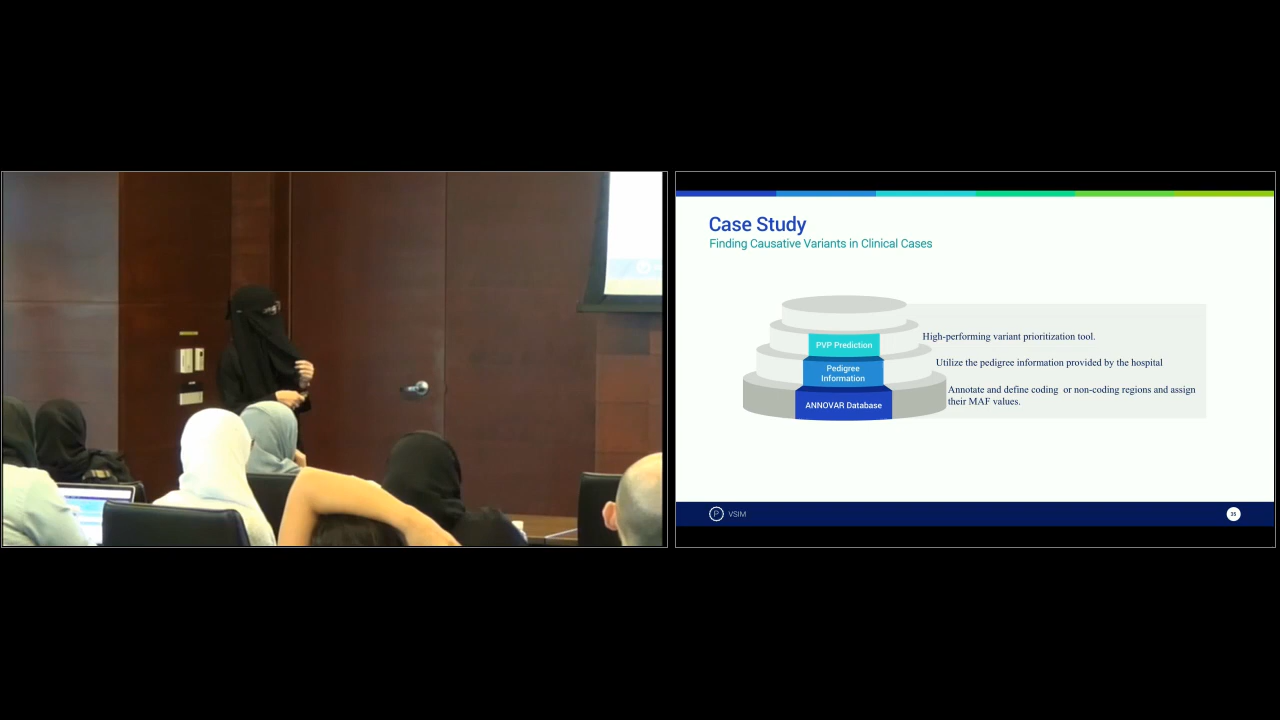 Case Study
Finding Causative Variants in Clinical Cases
PVP Prediction
High-performing variant prioritization tool.
Pedigree
Information
Utilize the pedigree information provided by the hospital
ANNOVAR Database
Annotate and define coding or non-coding regions and assign
their MAF values.
P VSIM
35